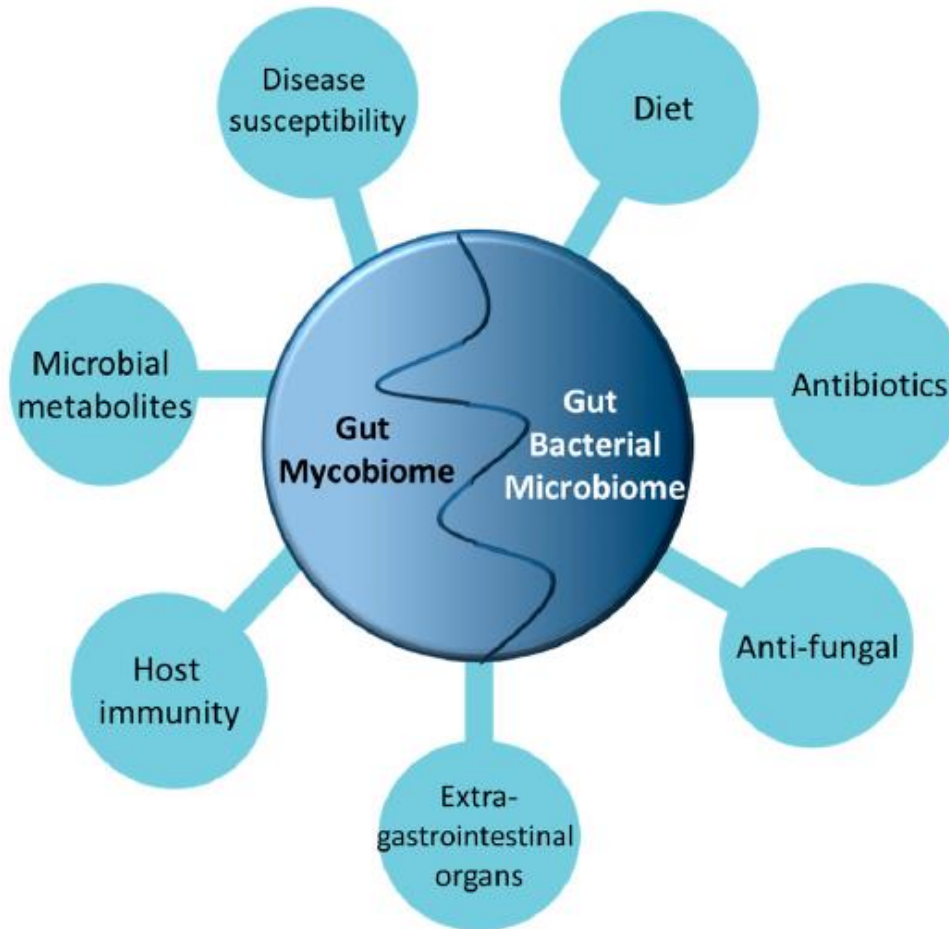 Disease
susceptibility
Diet
Microbial
metabolites
Gut
Mycobiome
Gut
Bacterial
Microbiome
Antibiotics
Host
immunity
Anti-fungal
Extra-
gastrointestinal
organs